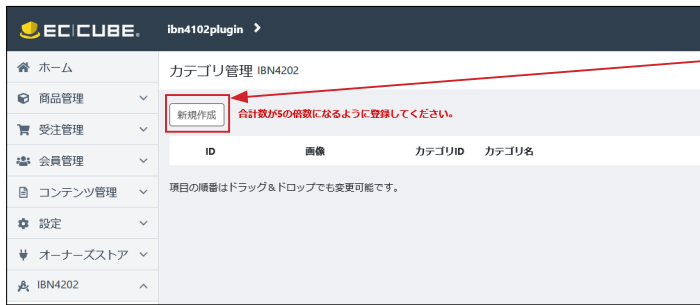 EC CUBE.
ibn4102plugin
ホーム
カテゴリ管理 IBN4202
商品管理
新規作成 合計数が5の倍数になるように登録してください。
受注管理
ID 画像 カテゴリID カテゴリ名
会員管理
コンテンツ管理
項目の順番はドラッグ＆ドロップでも変更可能です。
設定
オーナーズストア
IBN4202